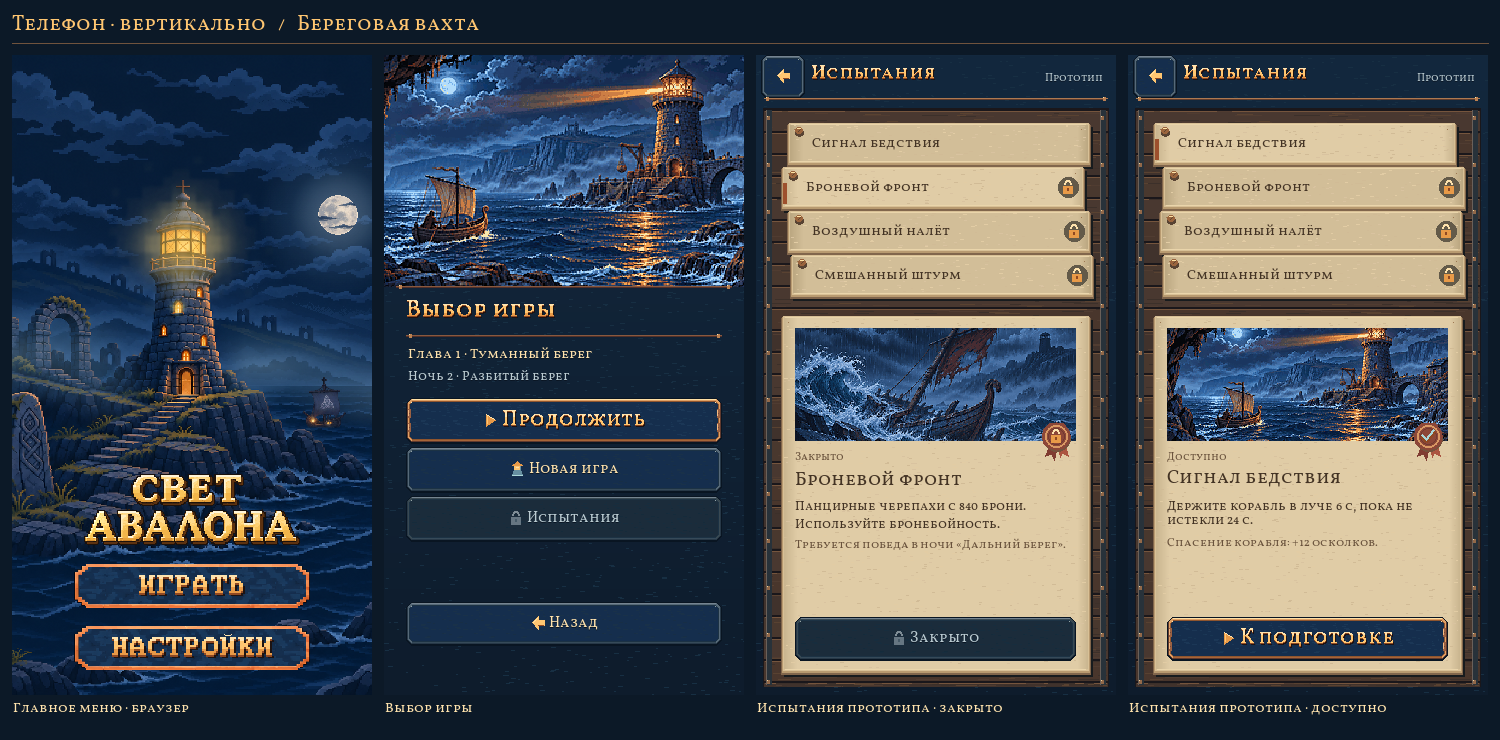 Телефон · вертикально / Береговая вахта
СВЕТ
АВАЛОНА
ИГРАТЬ
НАСТРОЙКИ
Главное меню · браузер
Выбор игры
Глава 1 · Туманный берег
Ночь 2 · Разбитый берег
Продолжить
Новая игра
Испытания
Назад
Выбор игры
Испытания
Прототип
Сигнал бедствия
Броневой фронт
Воздушный налёт
Смешанный штурм
Закрыто
Броневой фронт
Панцирные черепахи с 840 брони.
Используйте бронебойность.
Требуется победа в ночи «Дальний берег».
Закрыто
Испытания прототипа · закрыто
Испытания
Прототип
Сигнал бедствия
Броневой фронт
Воздушный налёт
Смешанный штурм
Доступно
Сигнал бедствия
Держите корабль в луче 6 с, пока не
истекли 24 с.
Спасение корабля: +12 осколков.
К подготовке
Испытания прототипа · доступно